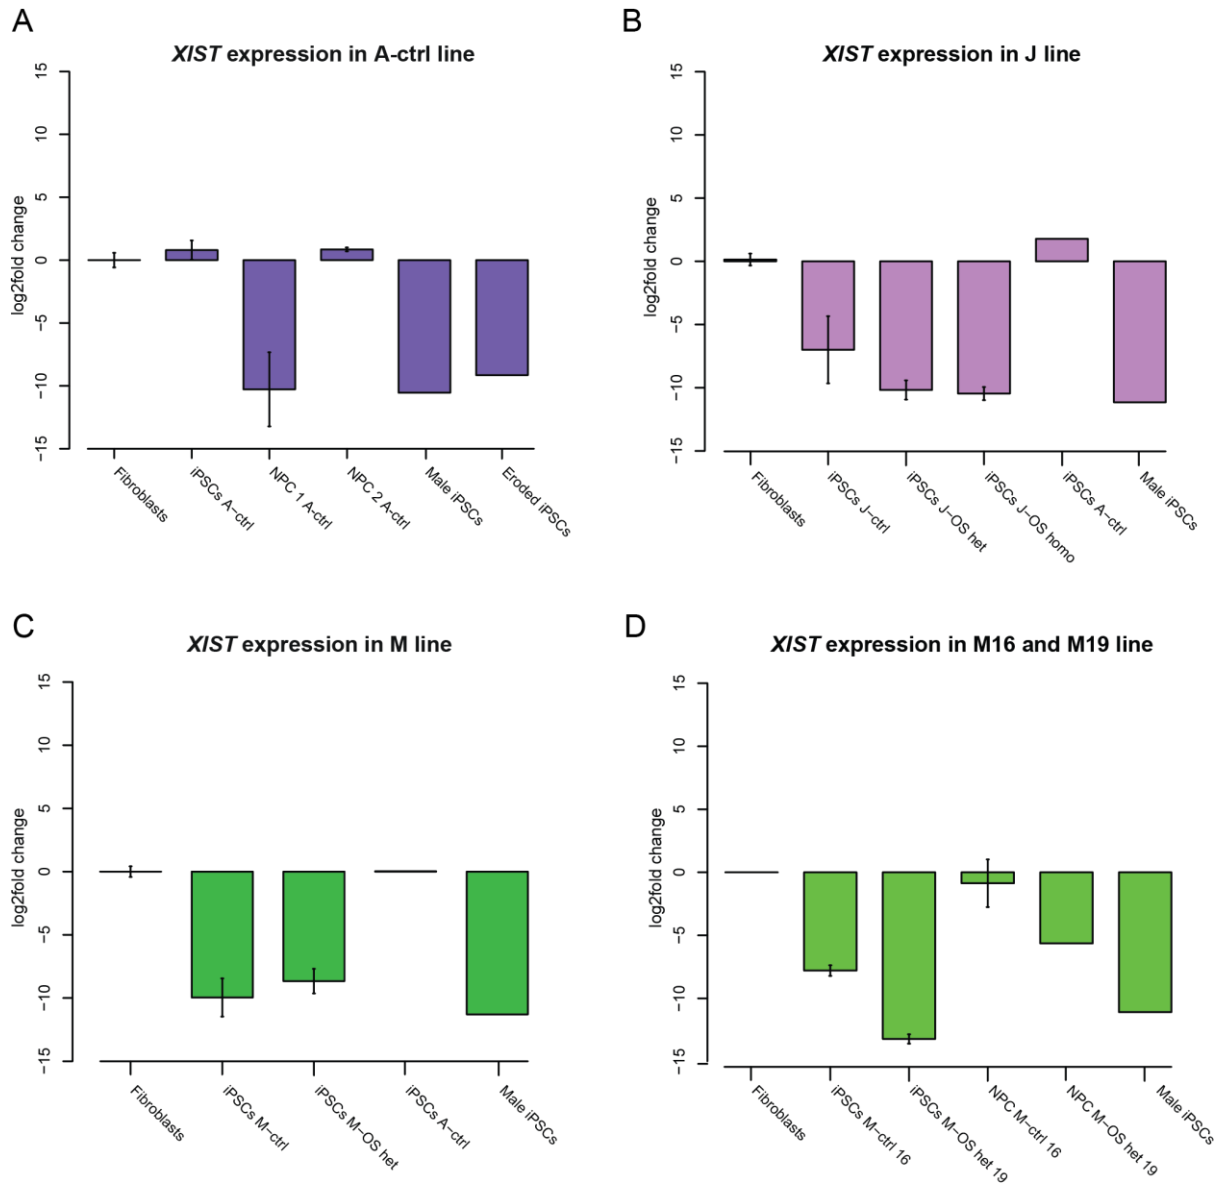 A
XIST expression in A-ctrl line
log2fold change
15
10
5
0
−5
−10
−15
Fibroblasts
iPSCs A−ctrl
NPC 1 A-ctrl
NPC 2 A-ctrl
Male iPSCs
Eroded iPSCs
B
XIST expression in J line
log2fold change
15
10
5
0
−5
−10
−15
Fibroblasts
iPSCs J−ctrl
iPSCs J−OS het
iPSCs J−OS homo
iPSCs A−ctrl
Male iPSCs
C
XIST expression in M line
log2fold change
15
10
5
0
−5
−10
−15
Fibroblasts
iPSCs M−ctrl
iPSCs M−OS het
iPSCs A−ctrl
Male iPSCs
D
XIST expression in M16 and M19 line
log2fold change
15
10
5
0
−5
−10
−15
Fibroblasts
iPSCs M−ctrl 16
iPSCs M−OS het 19
NPC M−ctrl 16
NPC M−OS het 19
Male iPSCs